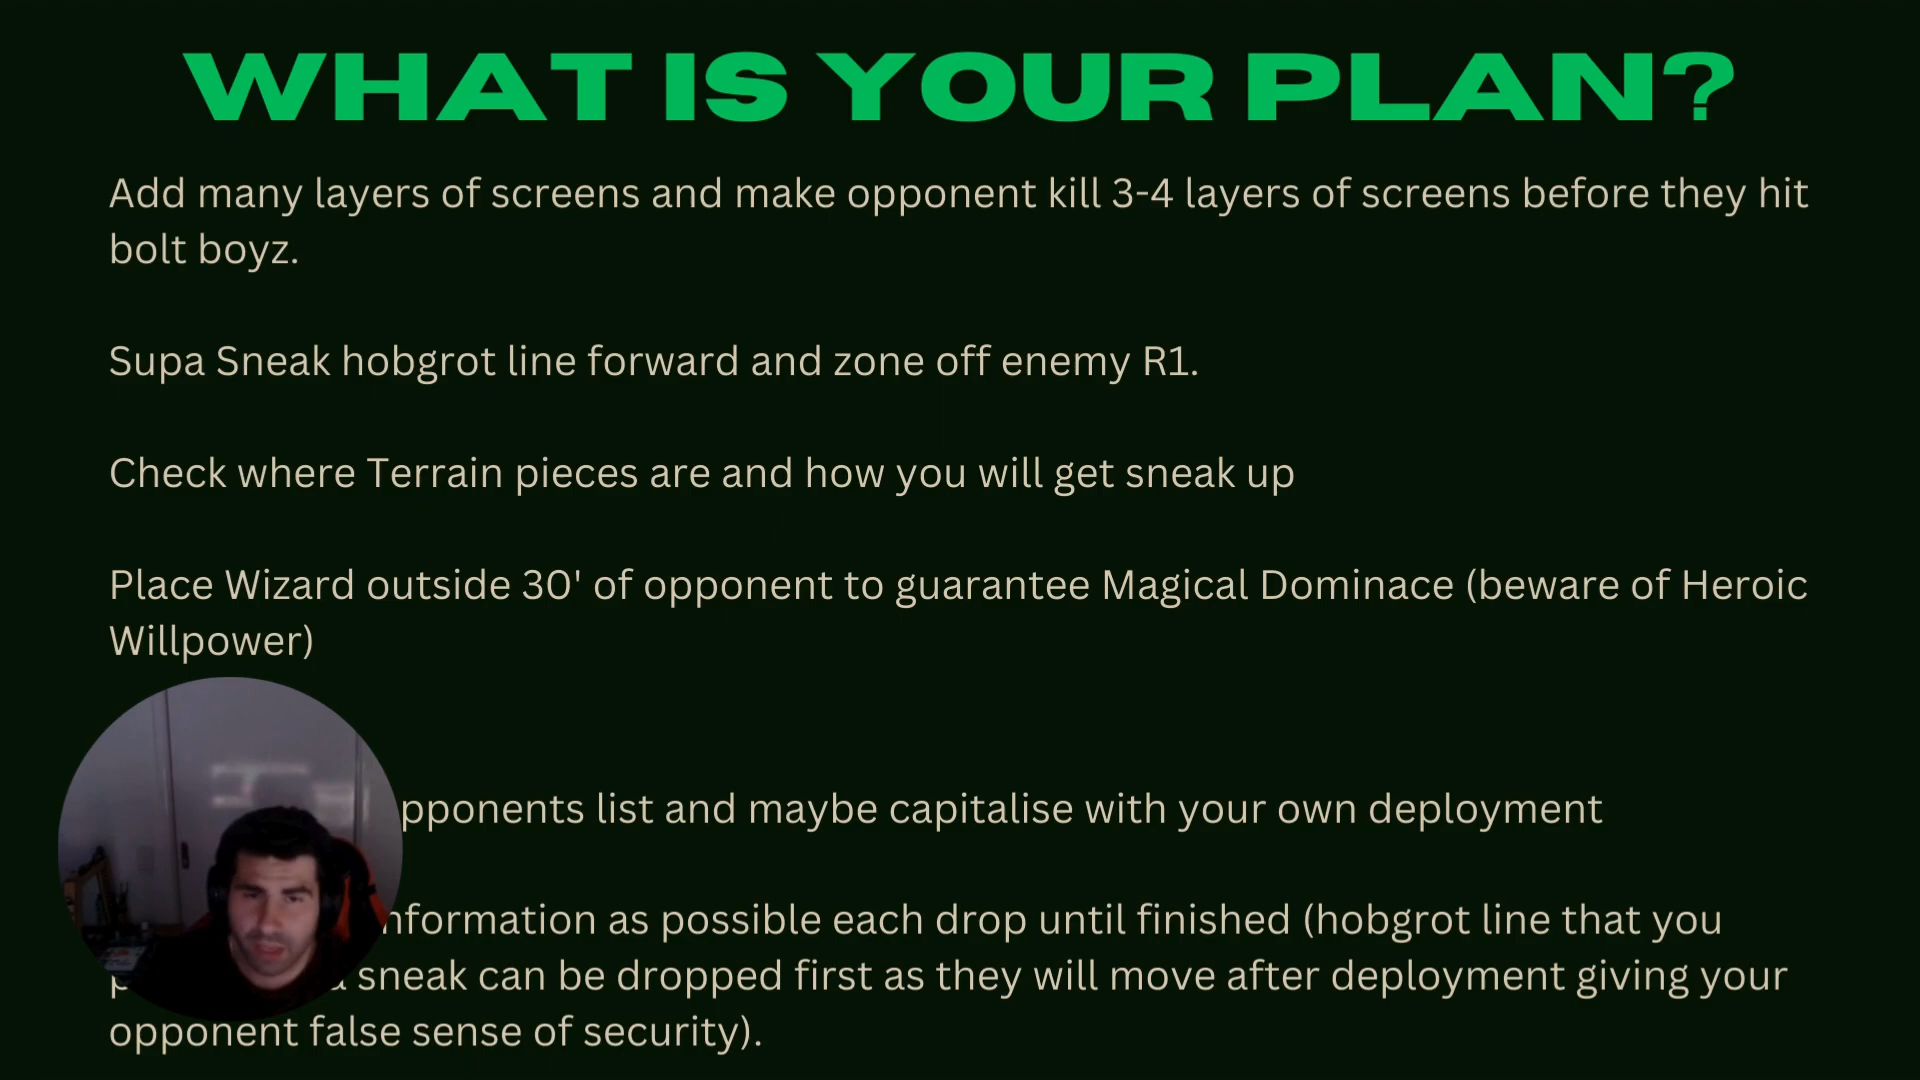 WHAT IS YOUR PLAN?
Add many layers of screens and make opponent kill 3-4 layers of screens before they hit
bolt boyz.
Supa Sneak hobgrot line forward and zone off enemy R1.
Check where Terrain pieces are and how you will get sneak up
Place Wizard outside 30' of opponent to guarantee Magical Dominace (beware of Heroic
Willpower)
list and maybe capitalise with your own deployment
as possible each drop until finished (hobgrot line that you
sneak can be dropped first as they will move after deployment giving your
opponent false sense of security).